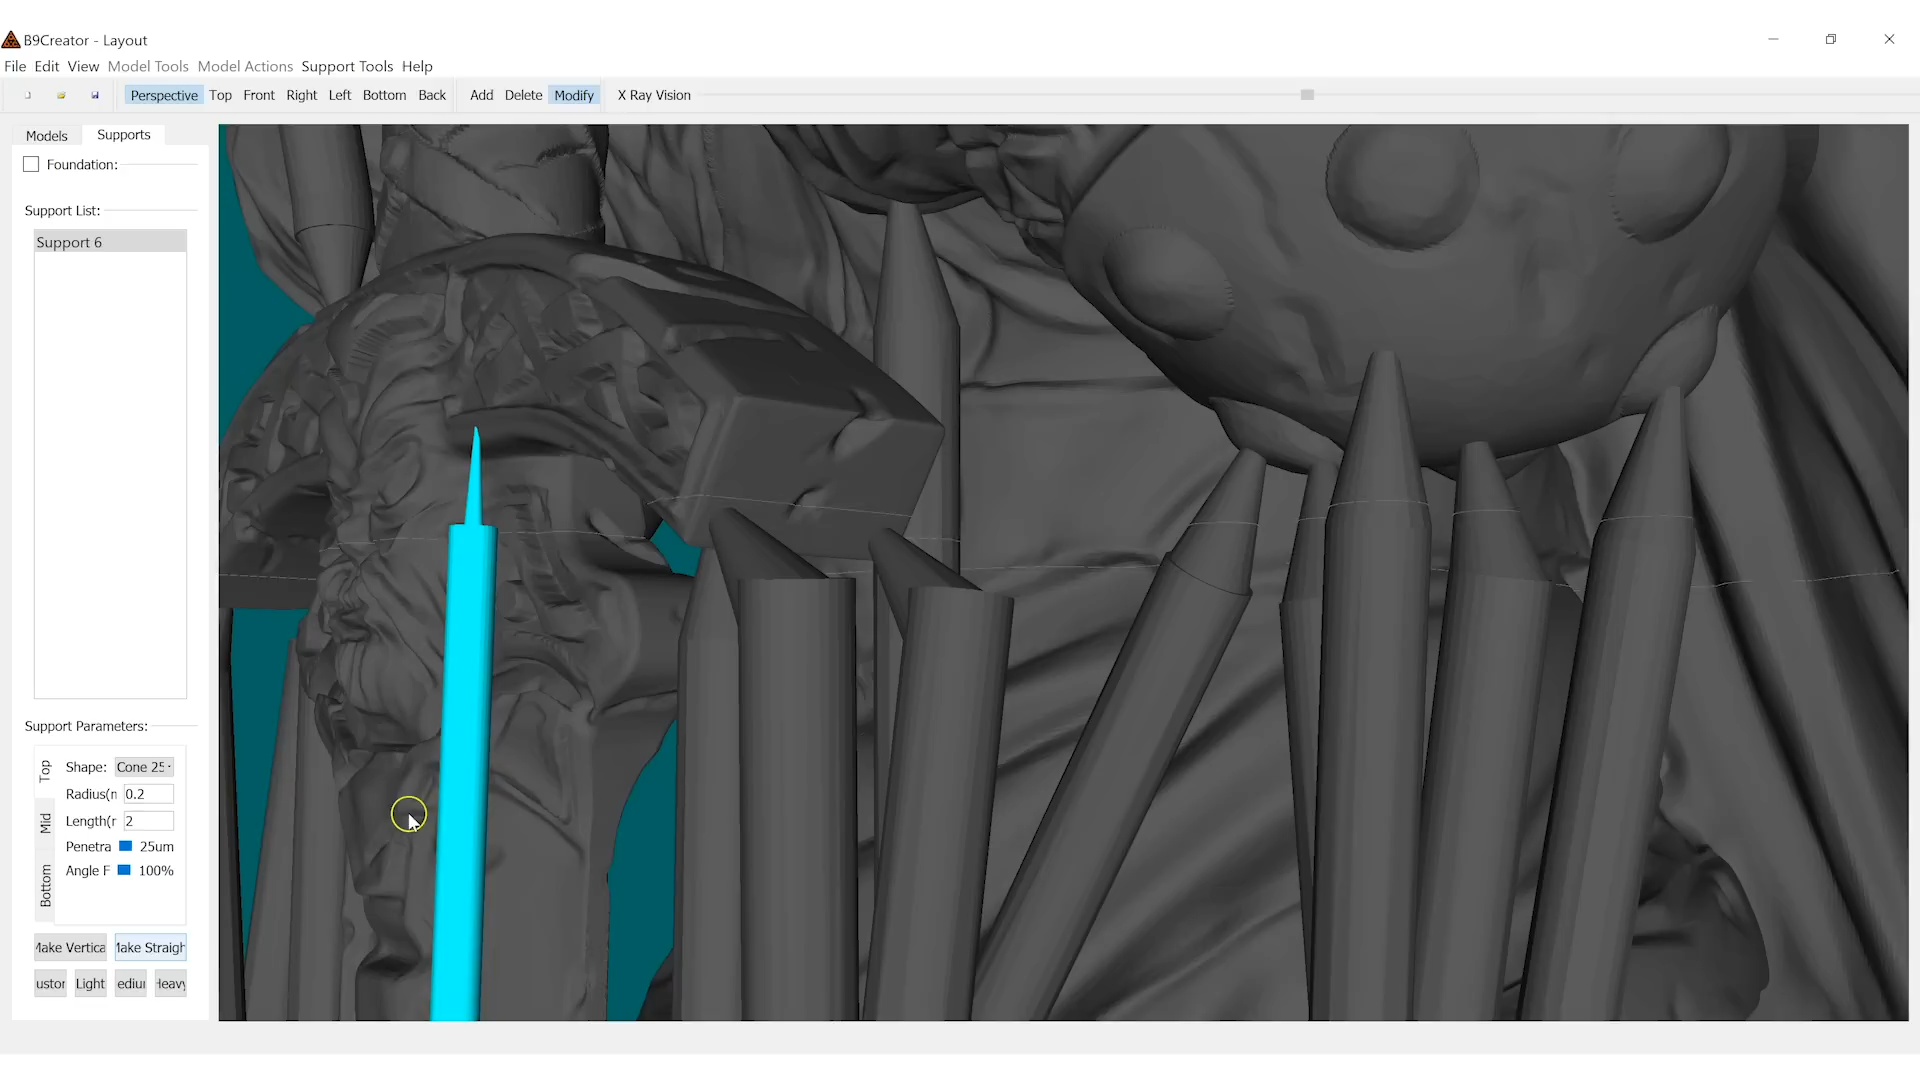 B9Creator - Layout
File Edit View Model Tools Model Actions Support Tools Help
Perspective Top Front Right Left Bottom Back Add Delete Modify X Ray Vision
Models Supports
Foundation:
Support List:
Support 6
Support Parameters:
Top
Mid
Bottom
Shape: Cone 25
Radius(r 0.2
Length(r 2
Penetra 25um
Angle F 100%
Make Vertica Make Straigh
ustor Light ediur Heavy